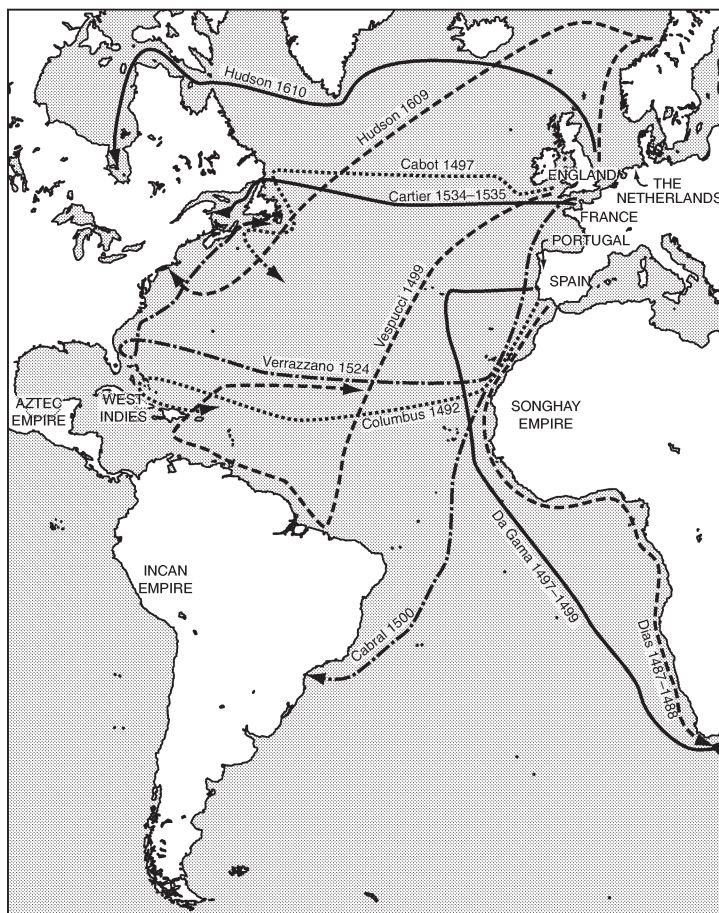 Hudson 1610
Hudson 1609
Cabot 1497
ENGLAND
THE
NETHERLANDS
Cartier 1534–1535
FRANCE
PORTUGAL
SPAIN
Vespucci 1499
Verrazzano 1524
AZTEC
EMPIRE
WEST
INDIES
Columbus 1492
SONGHAY
EMPIRE
Da Gama 1497–1499
INCAN
EMPIRE
Cabral 1500
Dias 1487–1488